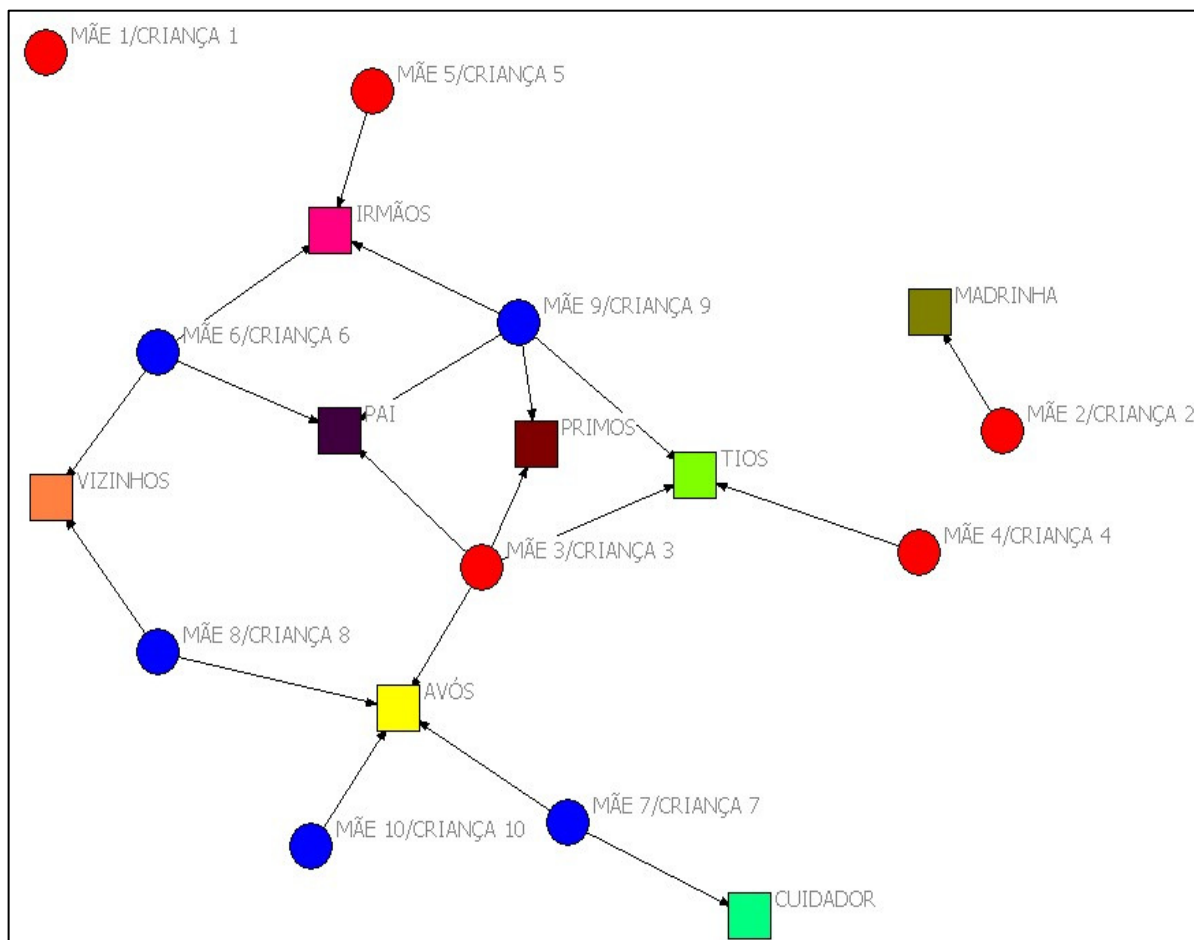 MÃE 1/CRIANÇA 1
MÃE 5/CRIANÇA 5
IRMÃOS
MADRINHA
MÃE 9/CRIANÇA 9
MÃE 6/CRIANÇA 6
PAI
MÃE 2/CRIANÇA 2
PRIMOS
TIOS
VIZINHOS
MÃE 4/CRIANÇA 4
MÃE 3/CRIANÇA 3
MÃE 8/CRIANÇA 8
AVÓS
MÃE 7/CRIANÇA 7
MÃE 10/CRIANÇA 10
CUIDADOR